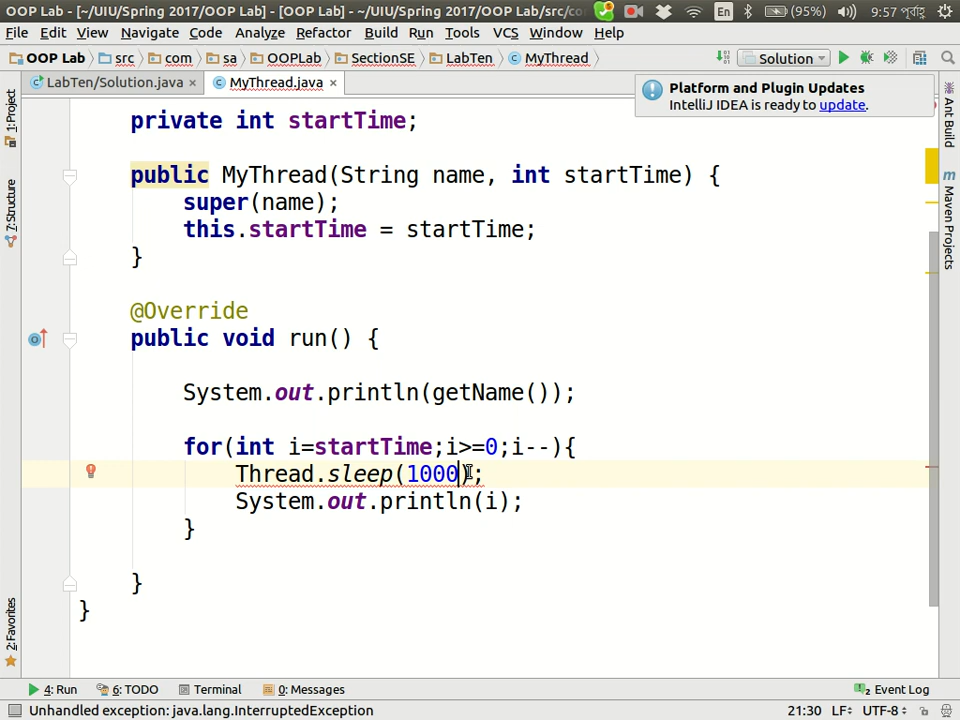 OOP Lab - [~/UIU/Spring 2017/OOP Lab] - [OOP Lab] - ~/UIU/Spring 2017/OOP Lab/src/co
En (95%) 9:57 পূর্বাহ্ণ
File Edit View Navigate Code Analyze Refactor Build Run Tools VCS Window Help
OOP Lab src com sa OOPLab SectionSE LabTen MyThread Solution
LabTen/Solution.java MyThread.java
Platform and Plugin Updates
IntelliJ IDEA is ready to update.
1: Project
7: Structure
2: Favorites
Ant Build
Maven Projects
private int startTime;
public MyThread(String name, int startTime) {
super(name);
this.startTime = startTime;
}
@Override
public void run() {
System.out.println(getName());
for(int i=startTime;i>=0;i--){
Thread.sleep(1000);
System.out.println(i);
}
}
}
4: Run 6: TODO Terminal 0: Messages 2 Event Log
Unhandled exception: java.lang.InterruptedException 21:30 LF UTF-8